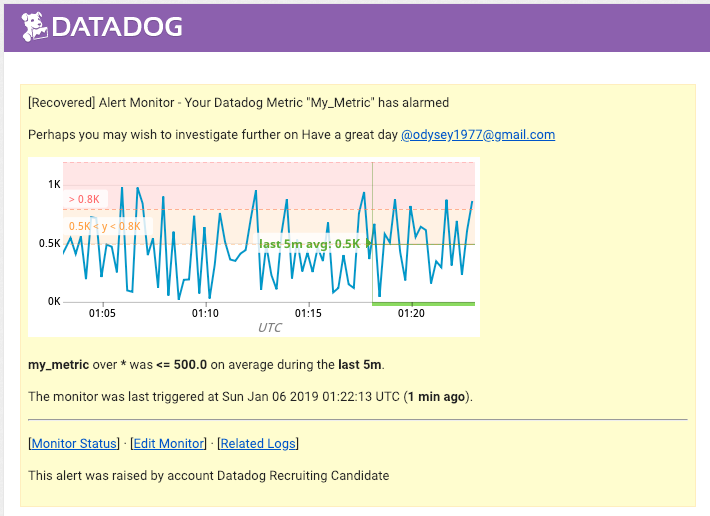 DATADOG
[Recovered] Alert Monitor - Your Datadog Metric "My_Metric" has alarmed
Perhaps you may wish to investigate further on Have a great day @odysey1977@gmail.com
1K
> 0.8K
0.5K < y < 0.8K
0.5K
last 5m avg: 0.5K
0K
01:05 01:10 01:15 01:20
UTC
my_metric over * was <= 500.0 on average during the last 5m.
The monitor was last triggered at Sun Jan 06 2019 01:22:13 UTC (1 min ago).
[Monitor Status] · [Edit Monitor] · [Related Logs]
This alert was raised by account Datadog Recruiting Candidate